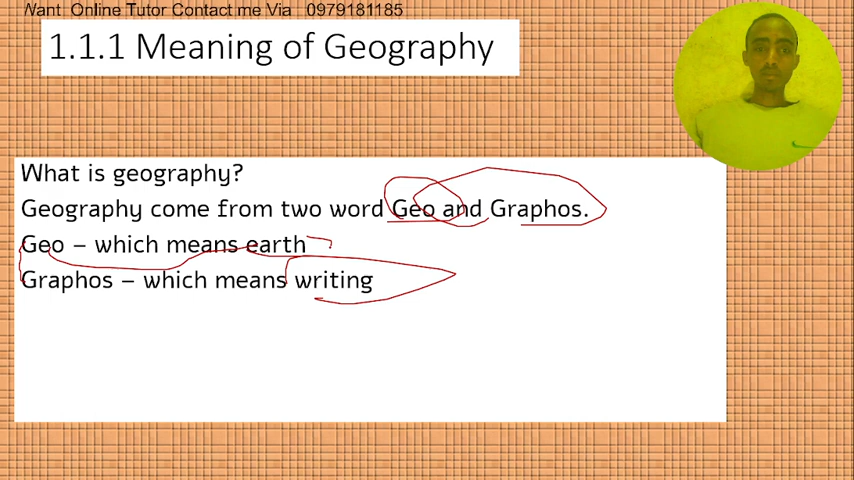 Want Online Tutor Contact me Via 0979181185
1.1.1 Meaning of Geography
What is geography?
Geography come from two word Geo and Graphos.
Geo – which means earth
Graphos – which means writing